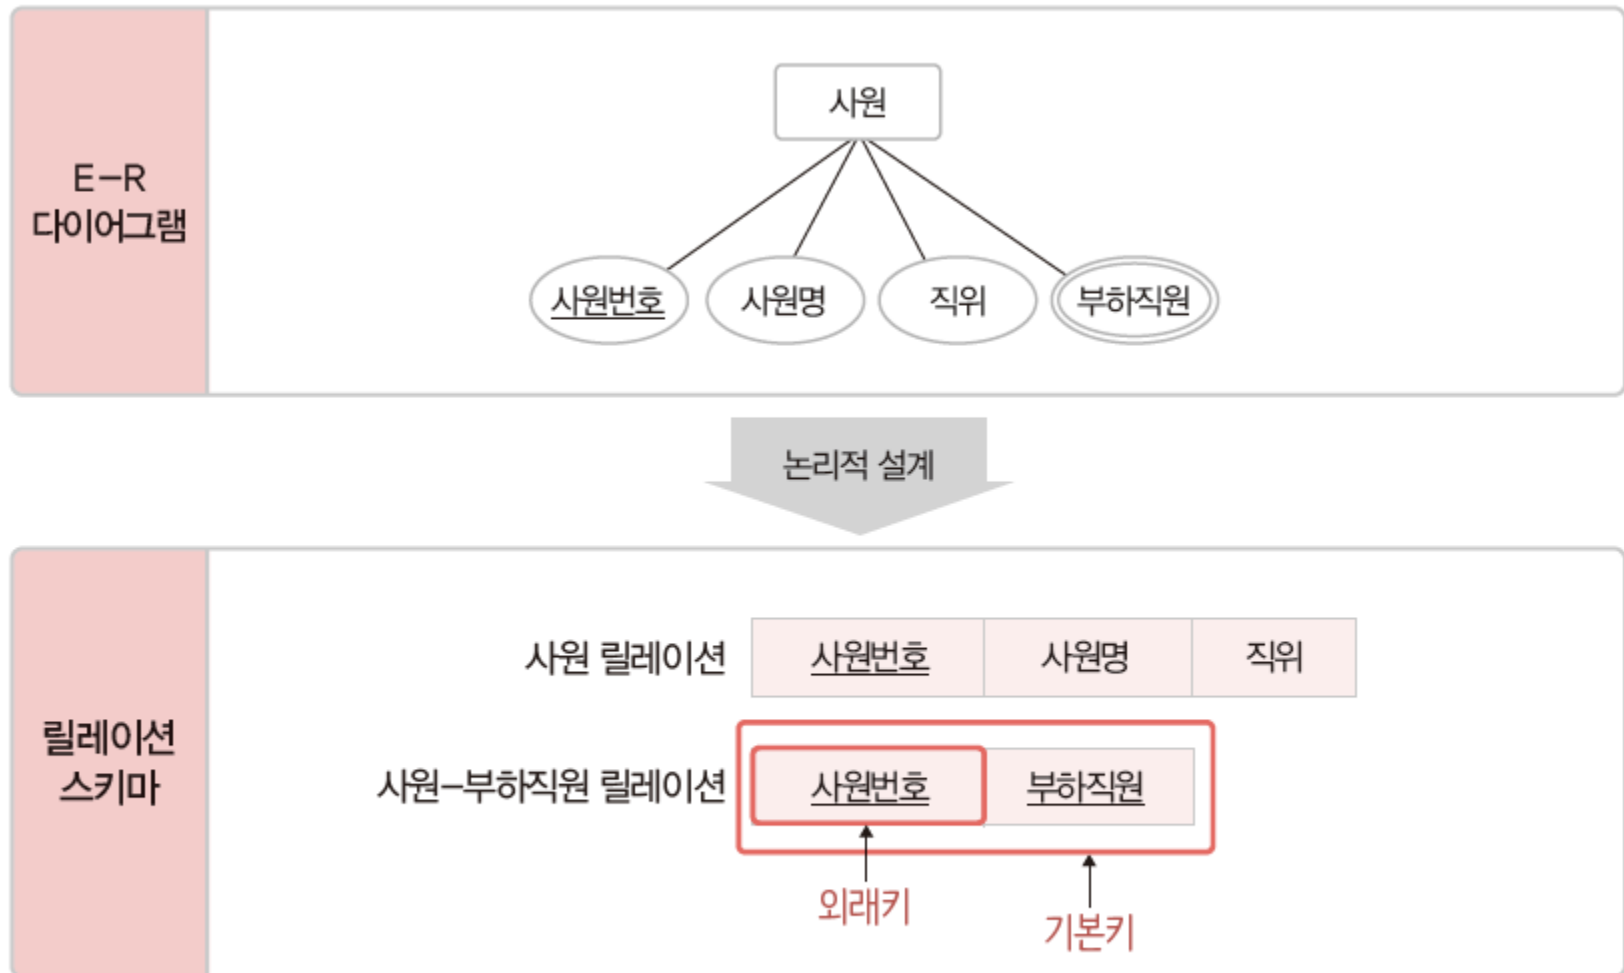 E-R
다이어그램
사원
사원번호 사원명 직위 부하직원
논리적 설계
릴레이션
스키마
사원 릴레이션 사원번호 사원명 직위
사원-부하직원 릴레이션 사원번호 부하직원
외래키
기본키